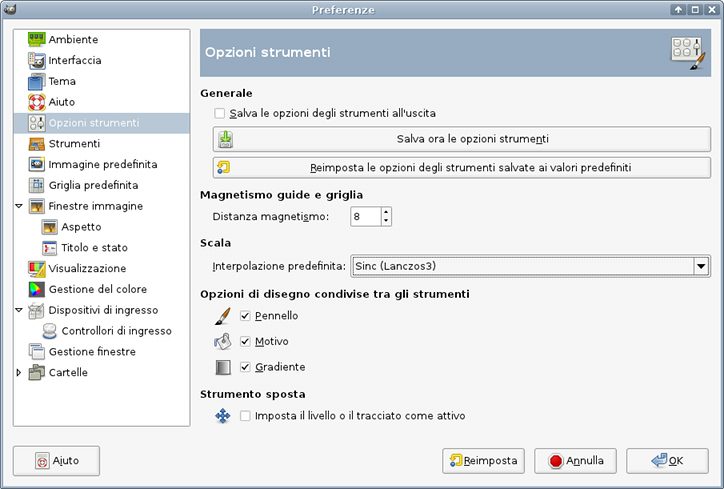 Preferenze
Ambiente
Interfaccia
Tema
Aiuto
Opzioni strumenti
Strumenti
Immagine predefinita
Griglia predefinita
Finestre immagine
Aspetto
Titolo e stato
Visualizzazione
Gestione del colore
Dispositivi di ingresso
Controllori di ingresso
Gestione finestre
Cartelle
Opzioni strumenti
Generale
Salva le opzioni degli strumenti all'uscita
Salva ora le opzioni strumenti
Reimposta le opzioni degli strumenti salvate ai valori predefiniti
Magnetismo guide e griglia
Distanza magnetismo: 8
Scala
Interpolazione predefinita: Sinc (Lanczos3)
Opzioni di disegno condivise tra gli strumenti
Pennello
Motivo
Gradiente
Strumento sposta
Imposta il livello o il tracciato come attivo
Aiuto
Reimposta
Annulla
OK